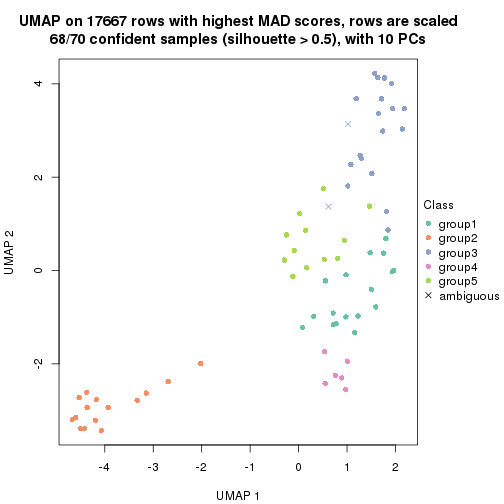 UMAP on 17667 rows with highest MAD scores, rows are scaled
68/70 confident samples (silhouette > 0.5), with 10 PCs
4
2
0
-2
UMAP 2
-4
-3
-2
-1
0
1
2
UMAP 1
Class
group1
group2
group3
group4
group5
ambiguous